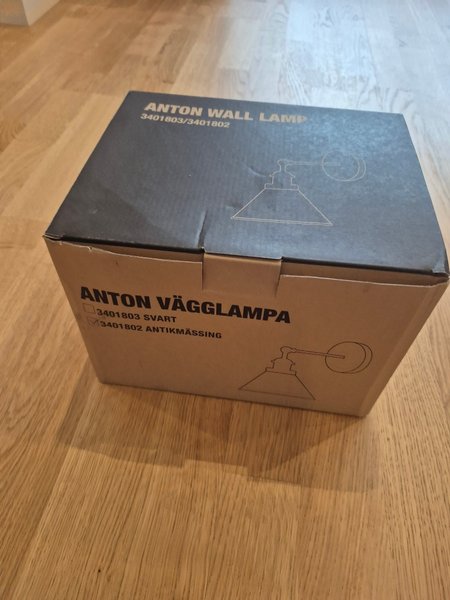 ANTON WALL LAMP
3401803/3401802
ANTON VÄGGLAMPA
3401803 SVART
3401802 ANTIKMÄSSING